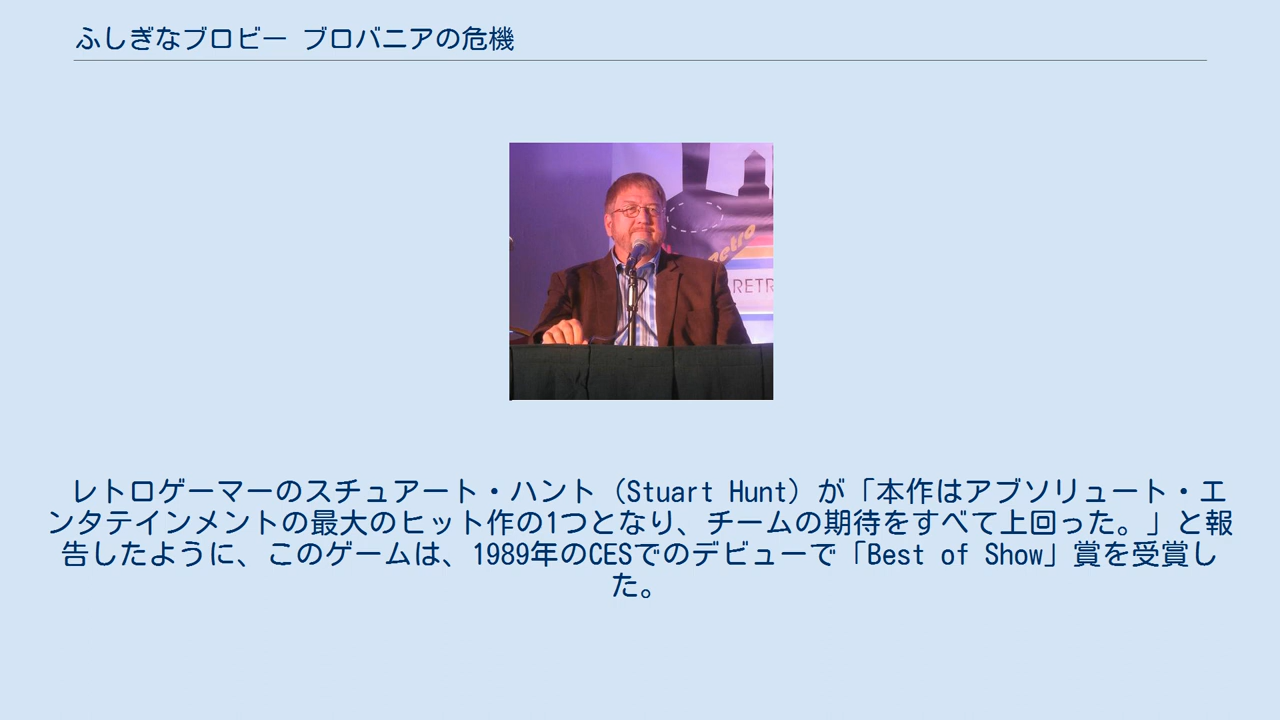 ふしぎなブロビー ブロバニアの危機
etro
RETR
レトロゲーマーのスチュアート・ハント（Stuart Hunt）が「本作はアブソリュート・エ
ンタテインメントの最大のヒット作の1つとなり、チームの期待をすべて上回った。」と報
告したように、このゲームは、1989年のCESでのデビューで「Best of Show」賞を受賞し
た。